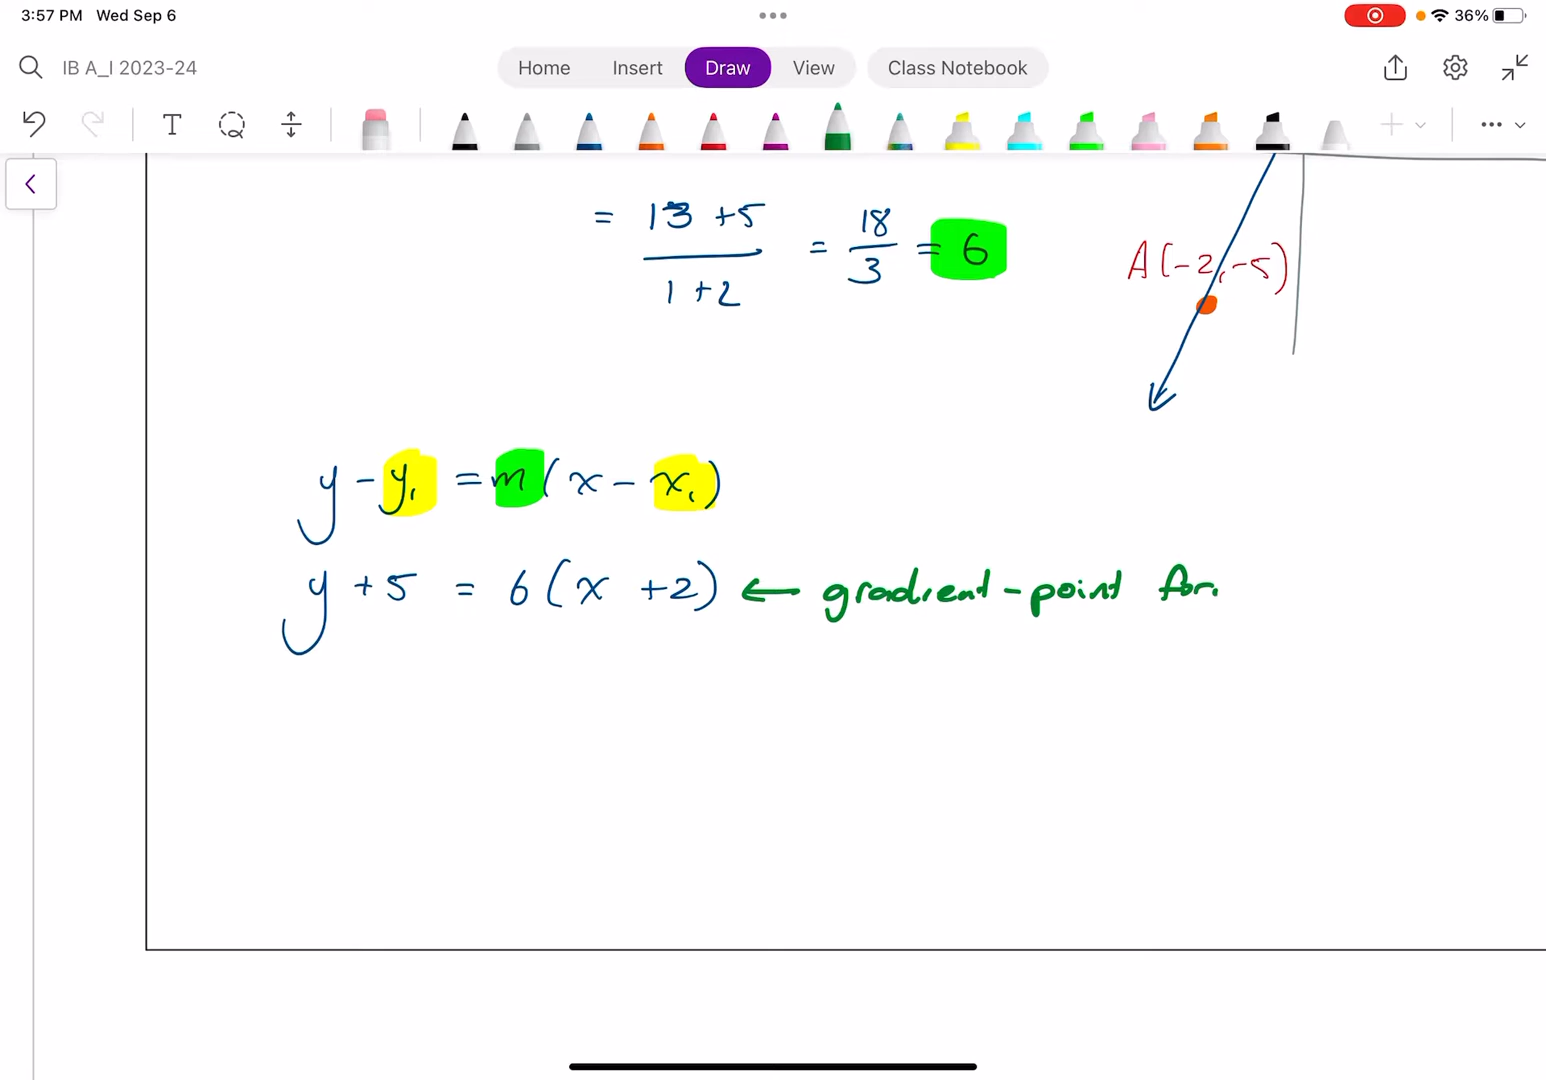 3:57 PM Wed Sep 6
36%
IB A_I 2023-24
Home Insert Draw View Class Notebook
T
= 13 +5 / 1 +2 = 18 / 3 = 6
A(-2,-5)
y - y₁ = m(x - x₁)
y +5 = 6(x +2) ← gradient-point for.